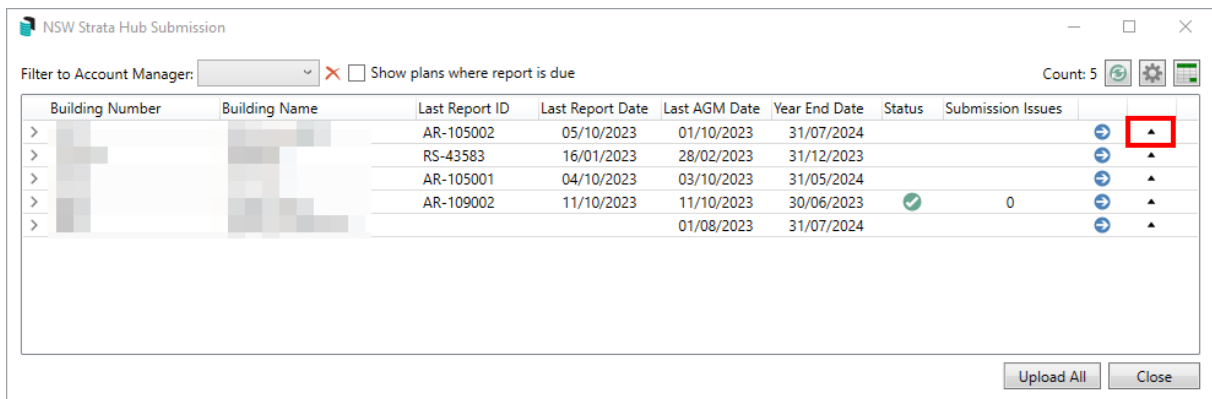 NSW Strata Hub Submission
Filter to Account Manager: Show plans where report is due Count: 5
Building Number Building Name Last Report ID Last Report Date Last AGM Date Year End Date Status Submission Issues
AR-105002 05/10/2023 01/10/2023 31/07/2024
RS-43583 16/01/2023 28/02/2023 31/12/2023
AR-105001 04/10/2023 03/10/2023 31/05/2024
AR-109002 11/10/2023 11/10/2023 30/06/2023 0
01/08/2023 31/07/2024
Upload All Close